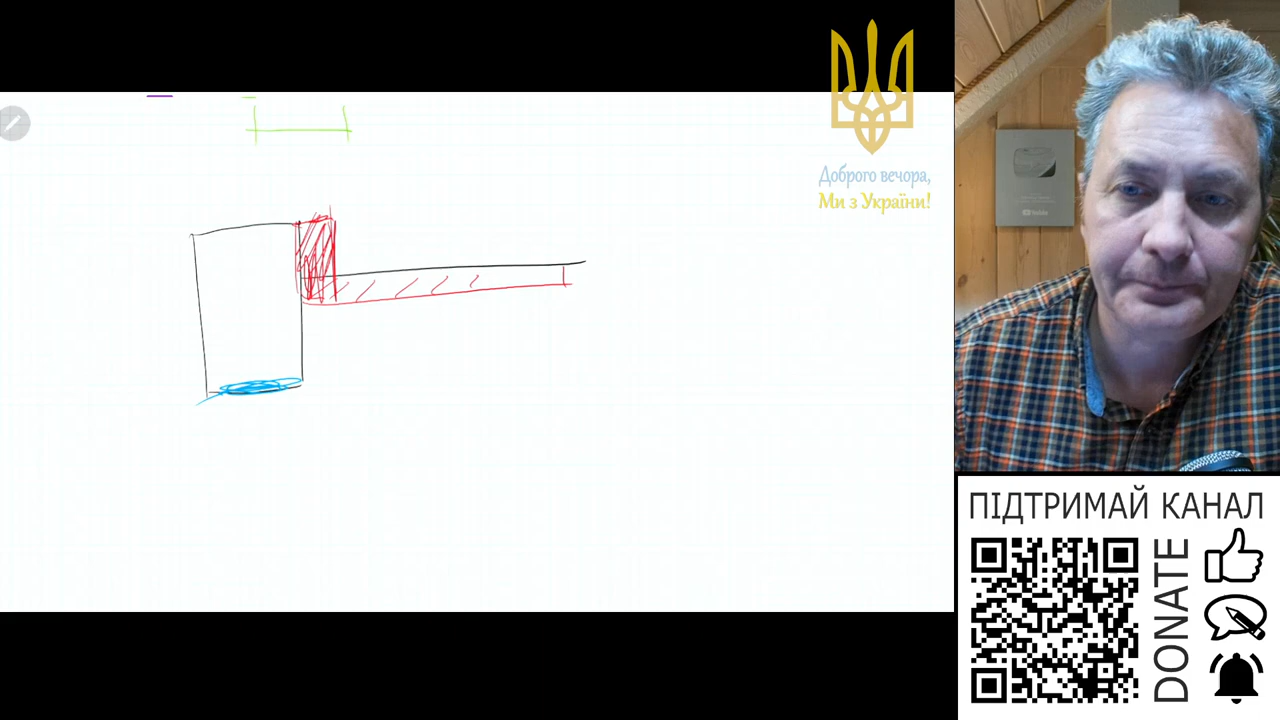 Доброго вечора,
Ми з України!
ПІДТРИМАЙ КАНАЛ
DONATE